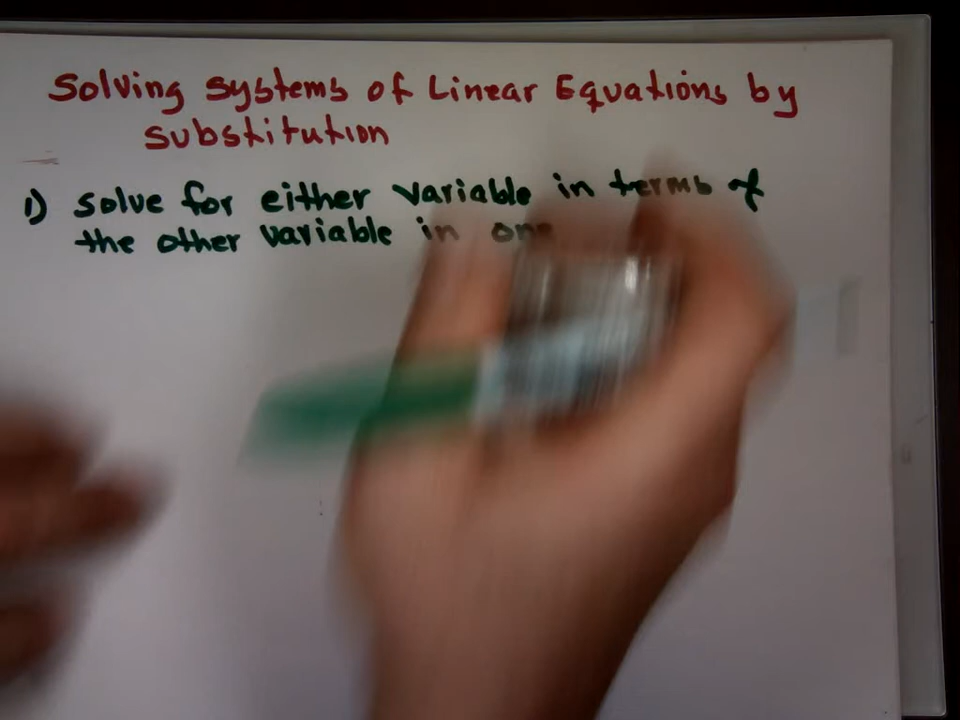 Solving Systems of Linear Equations by
Substitution
1) Solve for either variable in terms of
the other variable in one